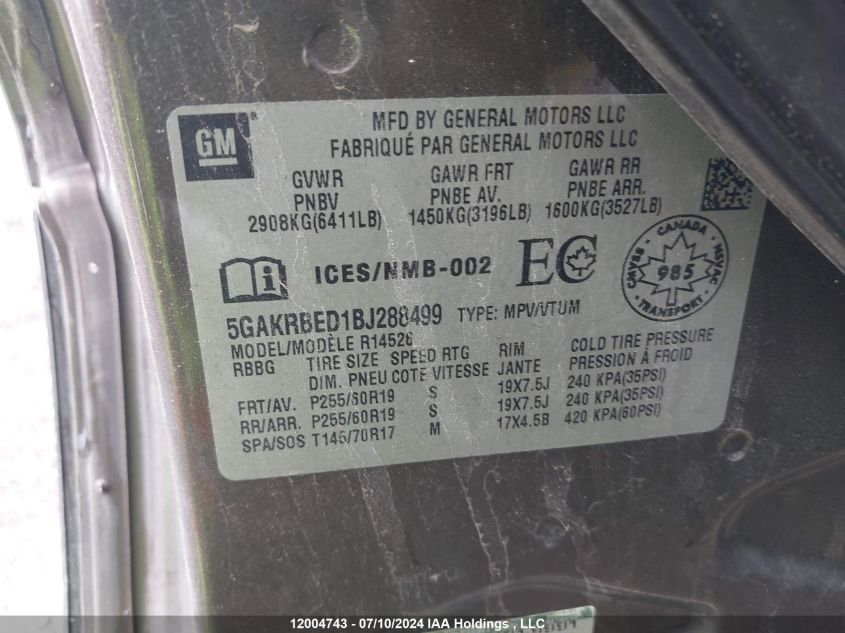 GM
MFD BY GENERAL MOTORS LLC
FABRIQUÉ PAR GENERAL MOTORS LLC
GVWR GAWR FRT GAWR RR
PNBV PNBE AV. PNBE ARR.
2908KG(6411LB) 1450KG(3196LB) 1600KG(3527LB)
ICES/NMB-002 EC
CANADA
CMVSS 985 NSVAC
TRANSPORT
5GAKRBED1BJ288499 TYPE: MPV/VTUM
MODEL/MODÈLE R14526
RBBG TIRE SIZE SPEED RTG RIM COLD TIRE PRESSURE
DIM. PNEU COTE VITESSE JANTE PRESSION À FROID
FRT/AV. P255/60R19 S 19X7.5J 240 KPA(35PSI)
RR/ARR. P255/60R19 S 19X7.5J 240 KPA(35PSI)
SPA/SOS T145/70R17 M 17X4.5B 420 KPA(60PSI)
12004743 - 07/10/2024 IAA Holdings , LLC